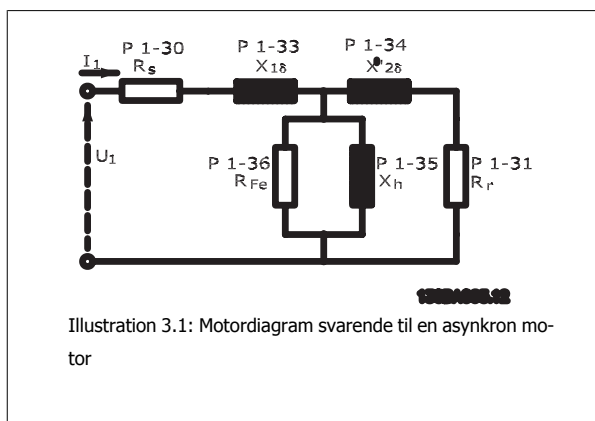 P 1-30
P 1-33
P 1-34
I1
Rs
X1δ
X'2δ
U1
P 1-36
P 1-35
P 1-31
RFe
Xh
Rr
Illustration 3.1: Motordiagram svarende til en asynkron mo-
tor